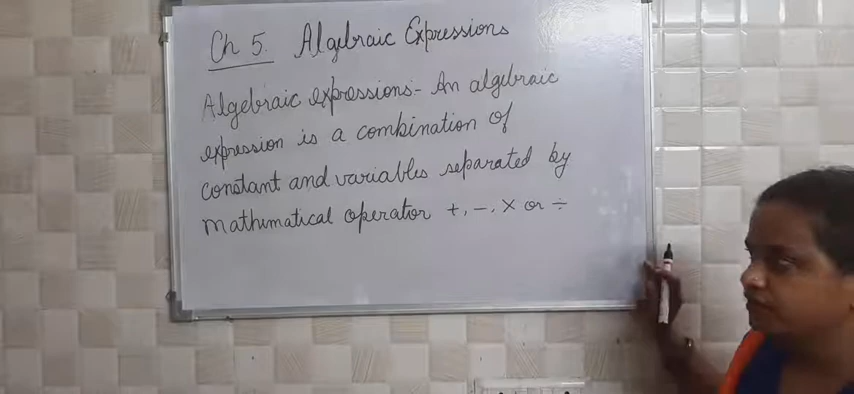 Ch 5. Algebraic Expressions
Algebraic expressions - An algebraic
expression is a combination of
constant and variables separated by
mathematical operator +, -, × or ÷